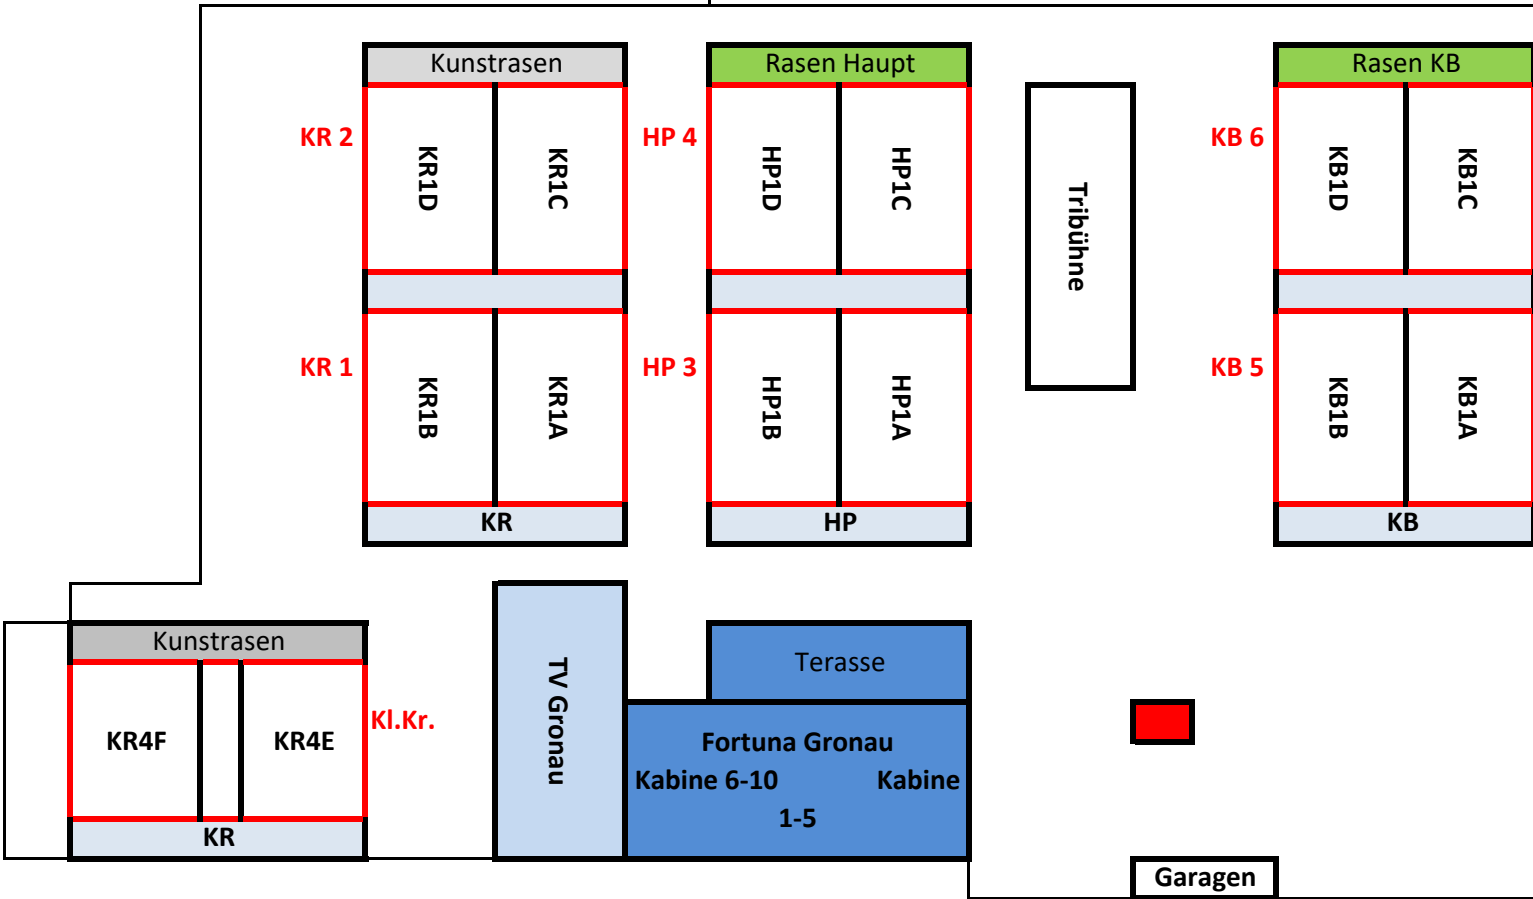 Kunstrasen
Rasen Haupt
Rasen KB
KR 2
KR1D
KR1C
HP 4
HP1D
HP1C
Tribühne
KB 6
KB1D
KB1C
KR 1
KR1B
KR1A
HP 3
HP1B
HP1A
KB 5
KB1B
KB1A
KR
HP
KB
Kunstrasen
KR4F
KR4E
Kl.Kr.
KR
TV Gronau
Terasse
Fortuna Gronau
Kabine 6-10 Kabine
1-5
Garagen